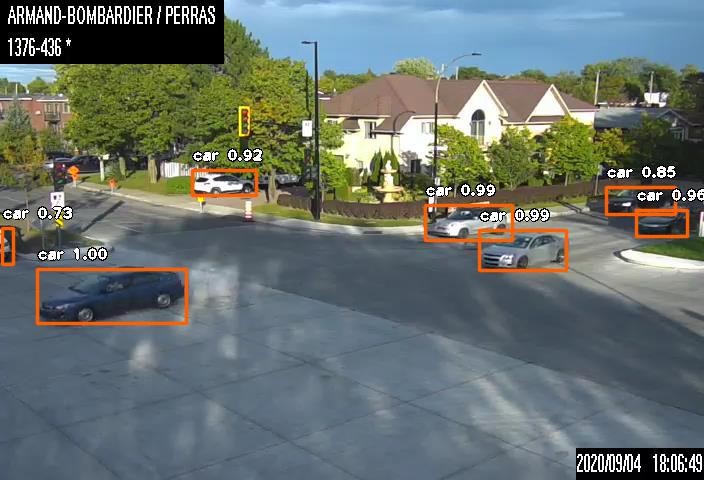 ARMAND-BOMBARDIER / PERRAS
1376-436 *
car 0.92
car 0.85
car 0.99
car 0.96
car 0.73
car 0.99
car 1.00
2020/09/04 18:06:49